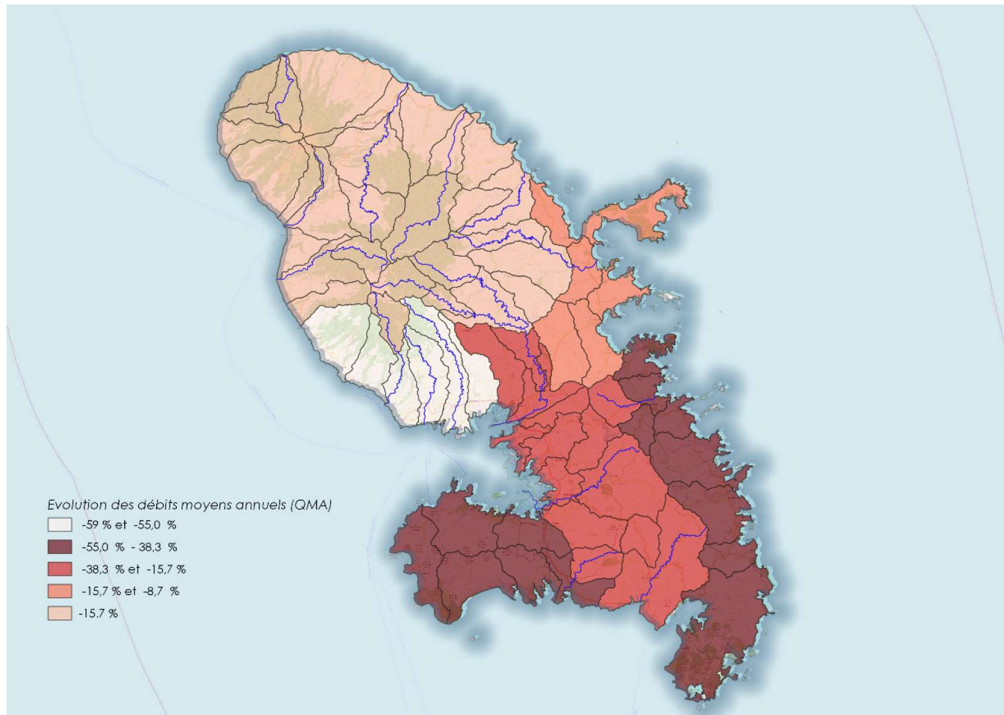 Evolution des débits moyens annuels (QMA)
-59 % et -55,0 %
-55,0 % - 38,3 %
-38,3 % et -15,7 %
-15,7 % et -8,7 %
-15.7 %